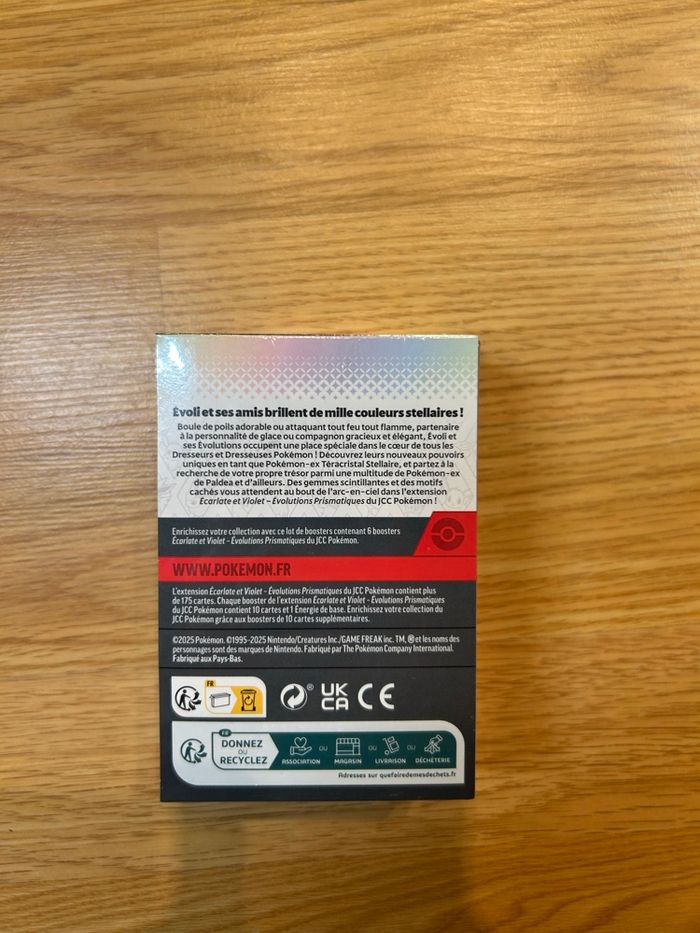 Évoli et ses amis brillent de mille couleurs stellaires !
Boule de poils adorable ou attaquant tout feu tout flamme, partenaire
à la personnalité de glace ou compagnon gracieux et élégant, Évoli et
ses Évolutions occupent une place spéciale dans le cœur de tous les
Dresseurs et Dresseuses Pokémon ! Découvrez leurs nouveaux pouvoirs
uniques en tant que Pokémon-ex Téracristal Stellaire, et partez à la
recherche de votre propre trésor parmi une multitude de Pokémon-ex
de Paldea et d'ailleurs. Des gemmes scintillantes et des motifs
cachés vous attendent au bout de l'arc-en-ciel dans l'extension
Écarlate et Violet – Évolutions Prismatiques du JCC Pokémon !
Enrichissez votre collection avec ce lot de boosters contenant 6 boosters
Écarlate et Violet – Évolutions Prismatiques du JCC Pokémon.
WWW.POKEMON.FR
L'extension Écarlate et Violet – Évolutions Prismatiques du JCC Pokémon contient plus
de 175 cartes. Chaque booster de l'extension Écarlate et Violet – Évolutions Prismatiques
du JCC Pokémon contient 10 cartes et 1 Énergie de base. Enrichissez votre collection du
JCC Pokémon grâce aux boosters de 10 cartes supplémentaires.
©2025 Pokémon. ©1995-2025 Nintendo/Creatures Inc./GAME FREAK inc. TM, ® et les noms des
personnages sont des marques de Nintendo. Fabriqué par The Pokémon Company International.
Fabriqué aux Pays-Bas.
FR
® UK
CA CE
FR
DONNEZ
OU
RECYCLEZ
ASSOCIATION OU MAGASIN OU LIVRAISON OU DÉCHÈTERIE
Adresses sur quefairedemesdechets.fr